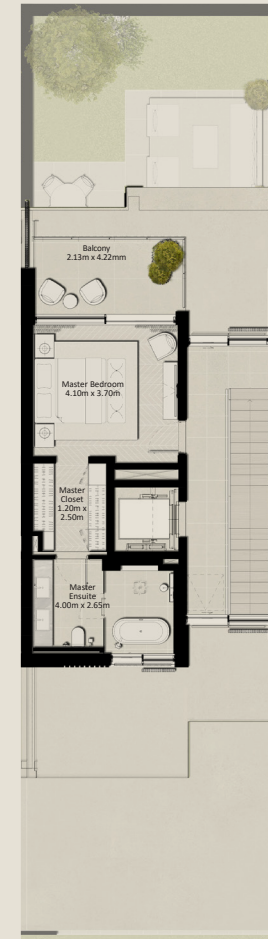 Balcony
2.13m x 4.22mm
Master Bedroom
4.10m x 3.70m
Master
Closet
1.20m x
2.50m
Master
Ensuite
4.00m x 2.65m